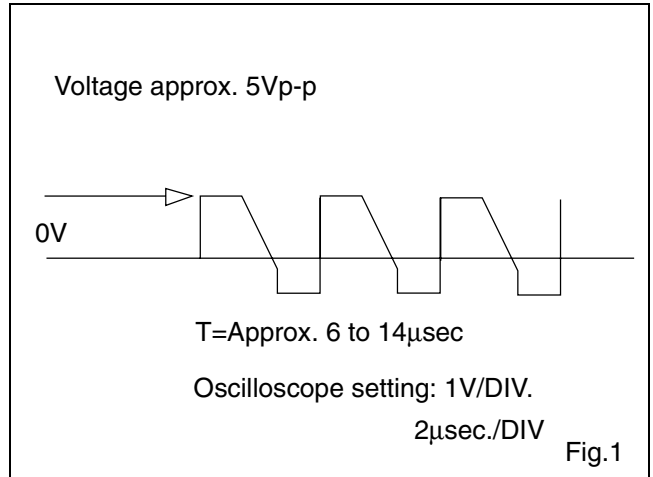 Voltage approx. 5Vp-p
0V
T=Approx. 6 to 14μsec
Oscilloscope setting: 1V/DIV.
2μsec./DIV
Fig.1